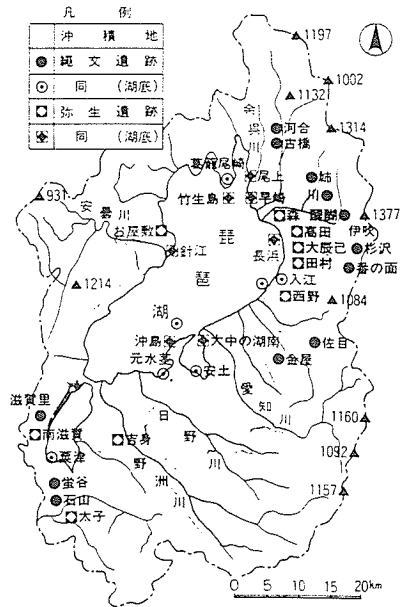 凡 例
沖積地
縄文遺跡
同 (湖底)
弥生遺跡
同 (湖底)
1197
1002
1132
1314
余呉川
河合
古橋
葛籠尾崎
尾上
姉川
竹生島
早崎
931
安曇川
森
醍醐
1377
お屋敷
高田
伊吹
琵
大辰己
杉沢
針江
長浜
田村
番の面
琶
入江
1214
西野
1084
湖
沖島
大中の湖南
佐目
元水茎
安土
金屋
愛知川
滋賀里
1160
日野川
南滋賀
吉身
1092
粟津
野洲川
1157
蛍谷
石山
太子
0 5 10 15 20km